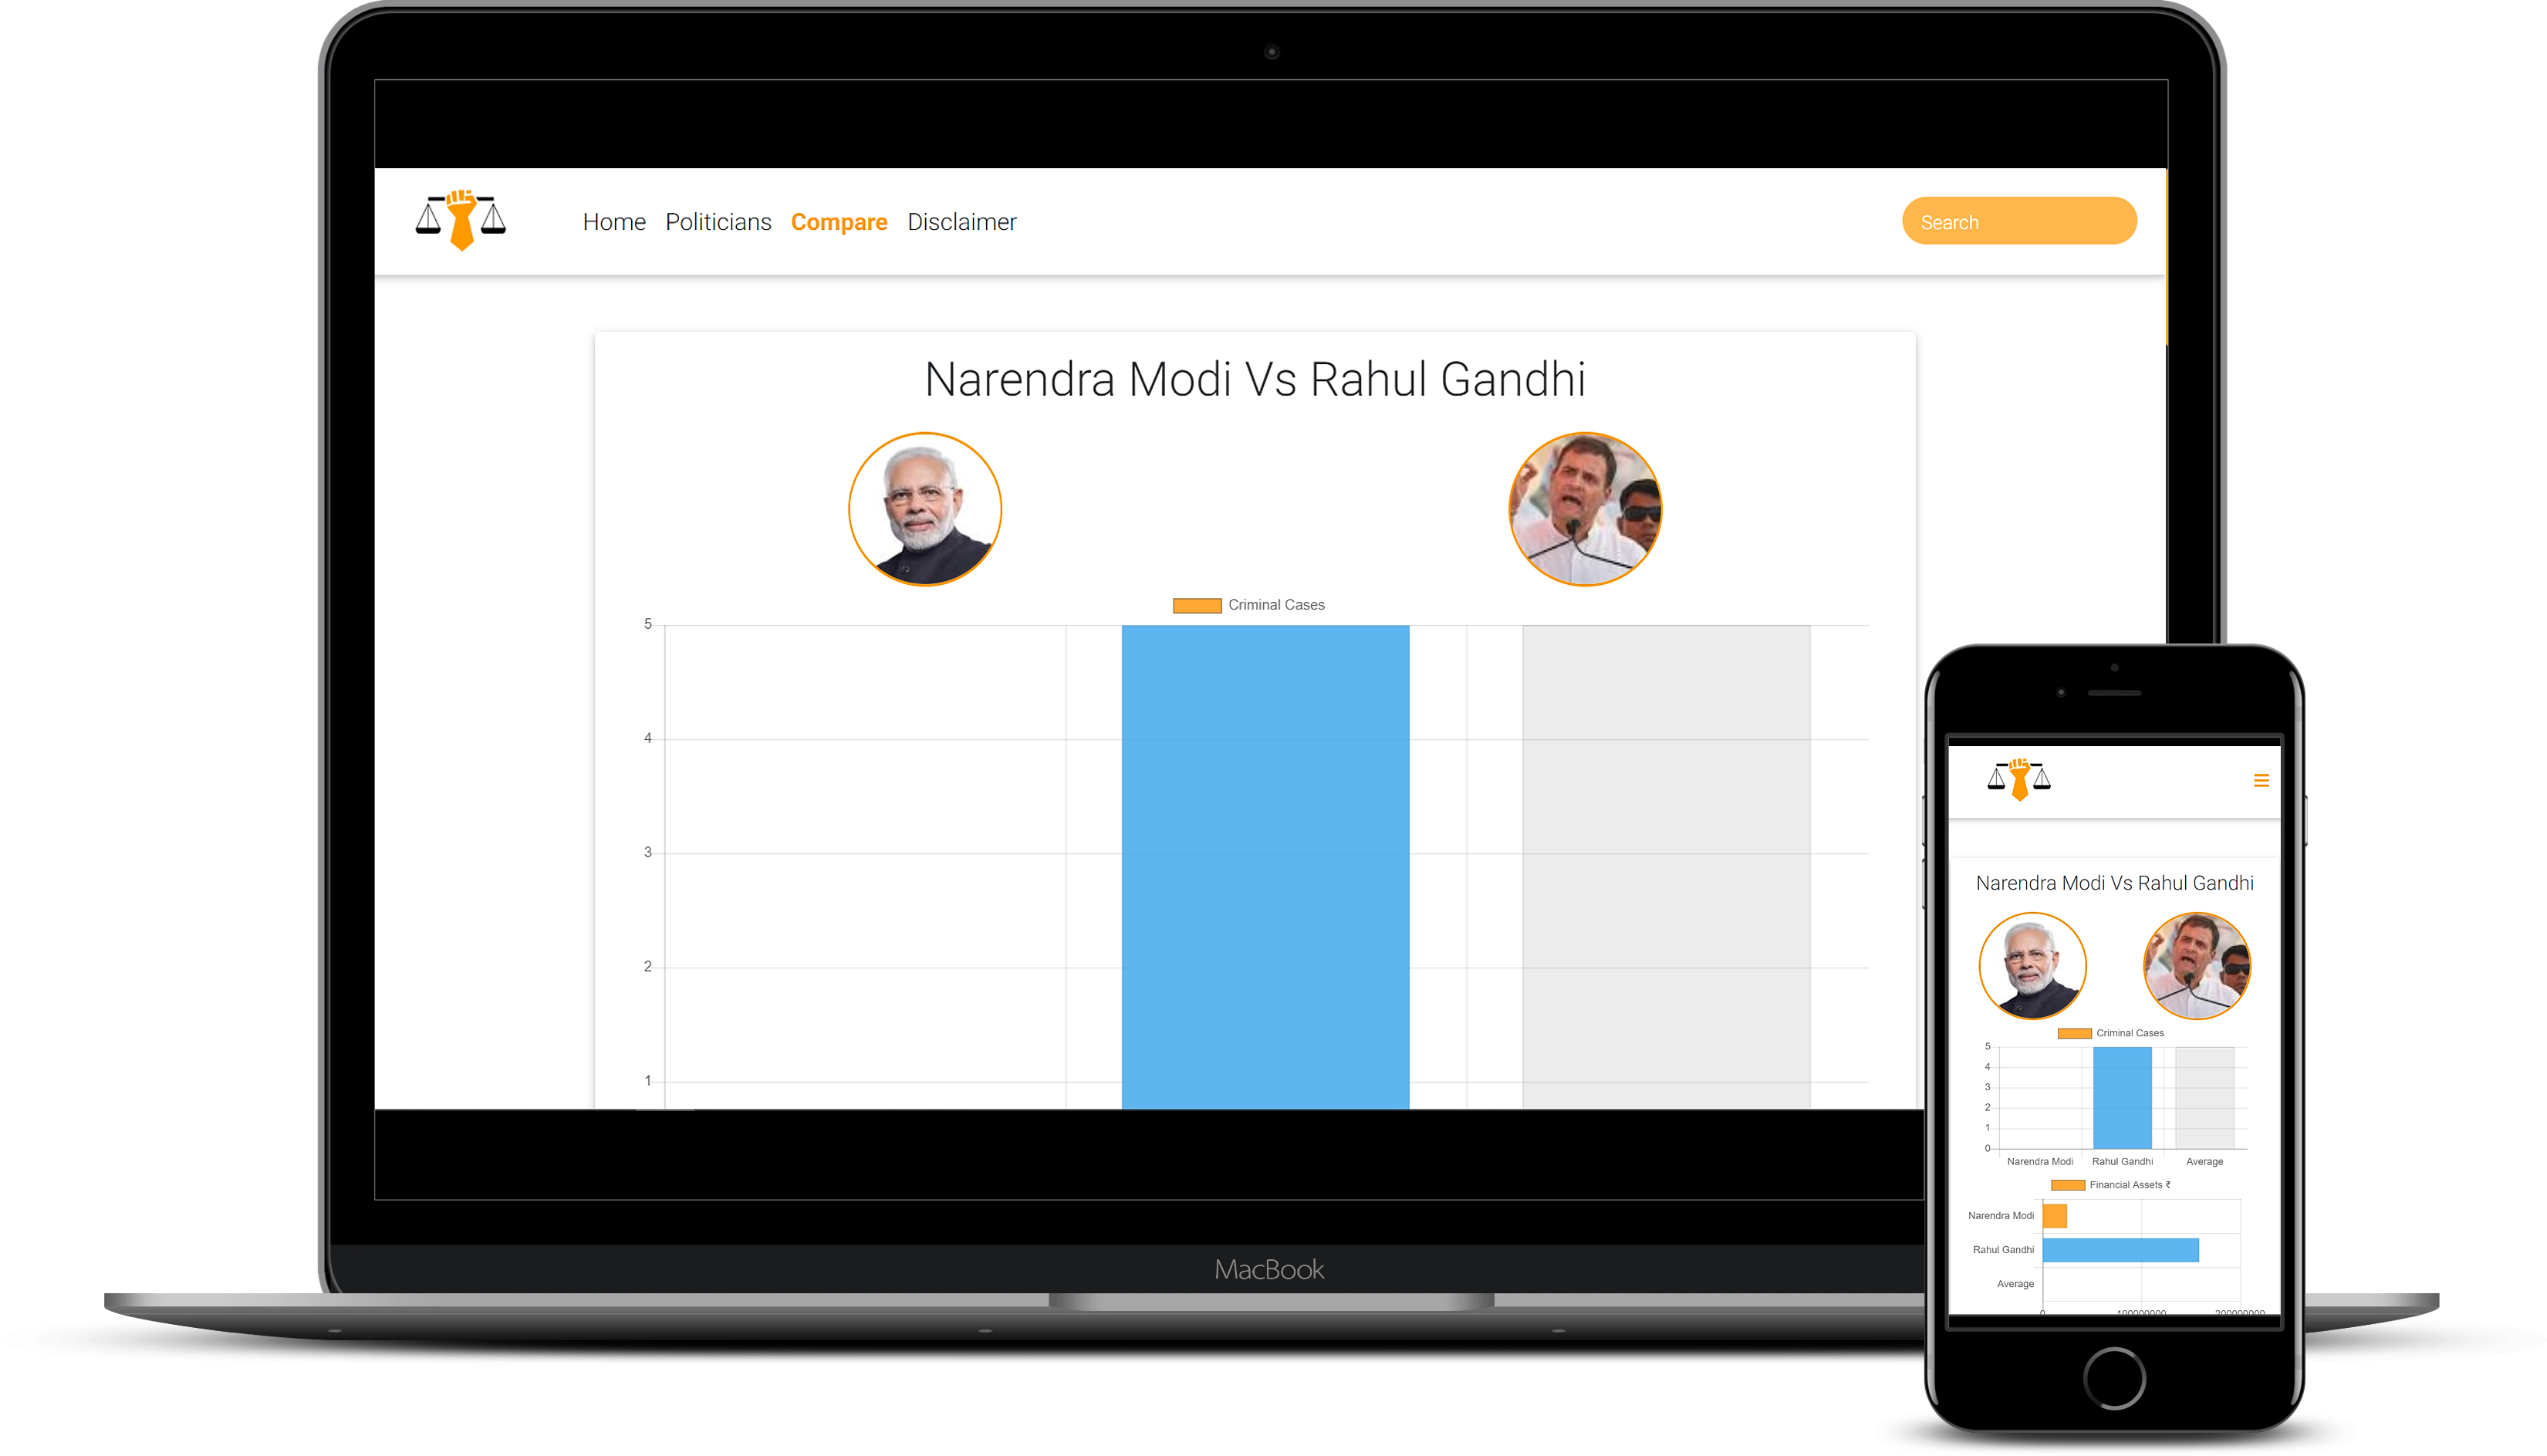 Home Politicians Compare Disclaimer
Search
Narendra Modi Vs Rahul Gandhi
Criminal Cases
5
4
3
2
1
MacBook
Narendra Modi Vs Rahul Gandhi
Criminal Cases
5
4
3
2
1
0
Narendra Modi Rahul Gandhi Average
Financial Assets ₹
Narendra Modi
Rahul Gandhi
Average
0 100000000 200000000